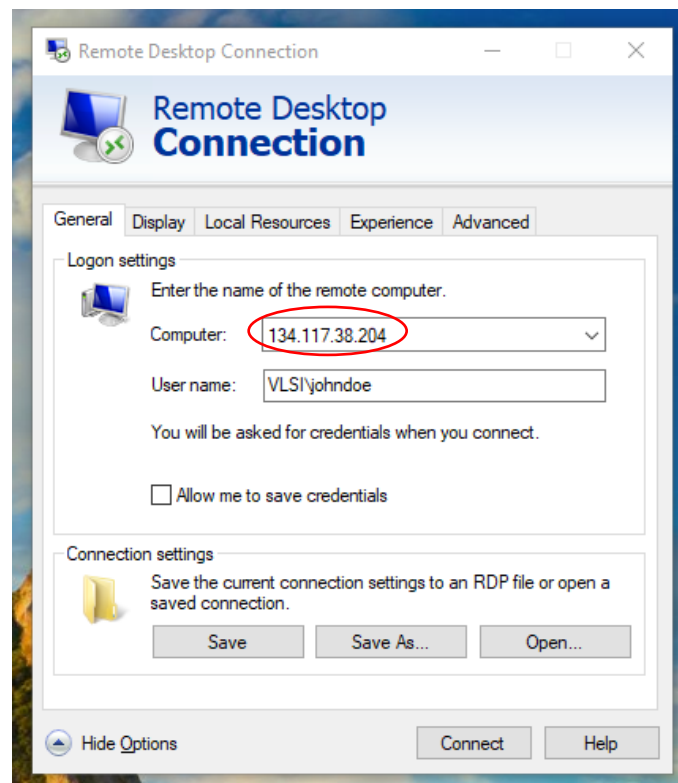 Remote Desktop Connection
Remote Desktop
Connection
General Display Local Resources Experience Advanced
Logon settings
Enter the name of the remote computer.
Computer: 134.117.38.204
User name: VLSI\johndoe
You will be asked for credentials when you connect.
Allow me to save credentials
Connection settings
Save the current connection settings to an RDP file or open a
saved connection.
Save Save As... Open...
Hide Options Connect Help